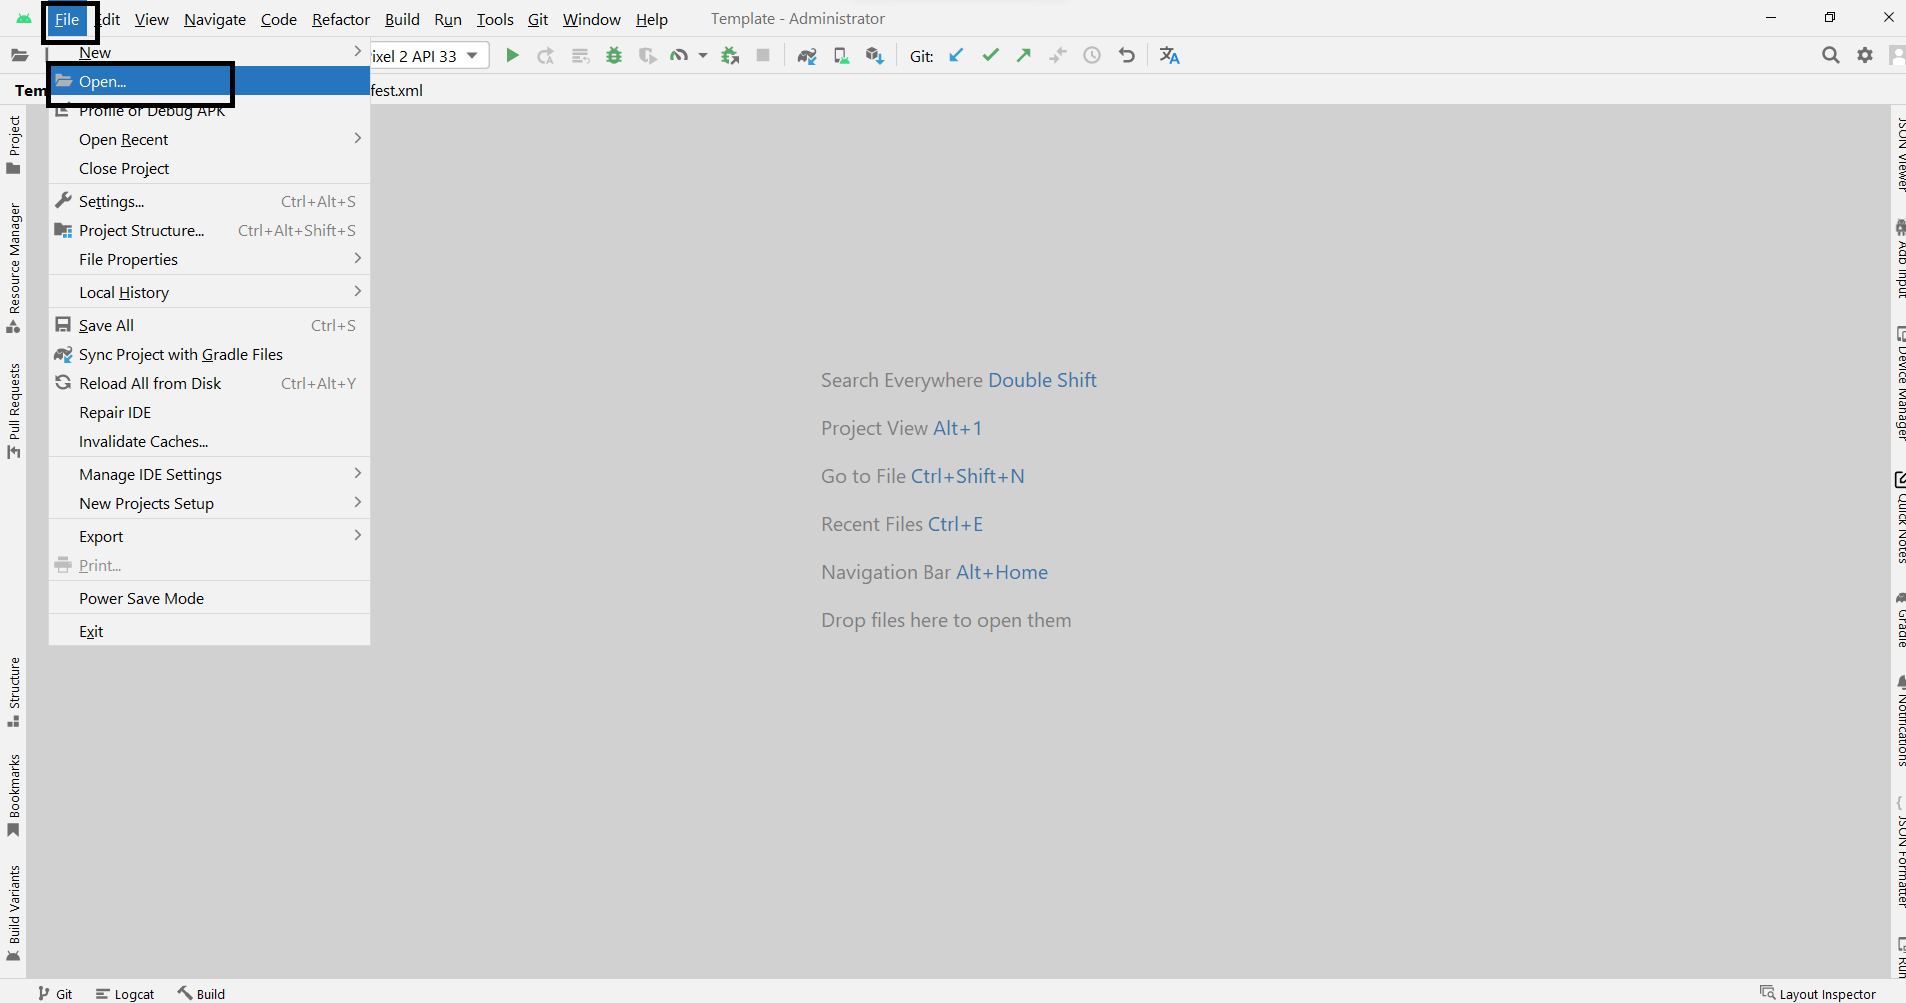 File Edit View Navigate Code Refactor Build Run Tools Git Window Help Template - Administrator
ixel 2 API 33 Git:
Tem fest.xml
New
Open...
Profile or Debug APK
Open Recent
Close Project
Settings... Ctrl+Alt+S
Project Structure... Ctrl+Alt+Shift+S
File Properties
Local History
Save All Ctrl+S
Sync Project with Gradle Files
Reload All from Disk Ctrl+Alt+Y
Repair IDE
Invalidate Caches...
Manage IDE Settings
New Projects Setup
Export
Print...
Power Save Mode
Exit
Project
Resource Manager
Pull Requests
Structure
Bookmarks
Build Variants
Search Everywhere Double Shift
Project View Alt+1
Go to File Ctrl+Shift+N
Recent Files Ctrl+E
Navigation Bar Alt+Home
Drop files here to open them
JSON Viewer
Adb Input
Device Manager
Quick Notes
Gradle
Notifications
JSON Formatter
Git Logcat Build Layout Inspector